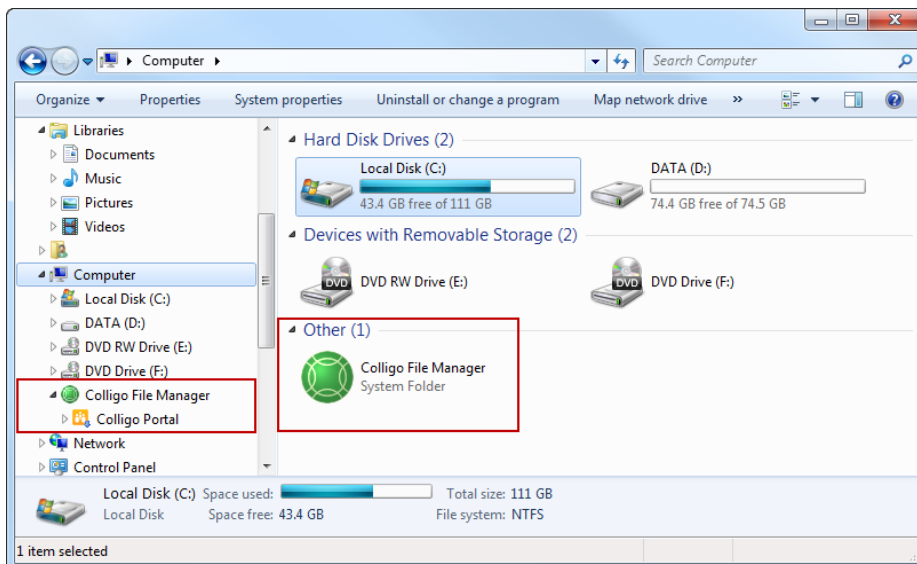 Computer
Search Computer
Organize
Properties
System properties
Uninstall or change a program
Map network drive
»
Libraries
Documents
Music
Pictures
Videos
Computer
Local Disk (C:)
DATA (D:)
DVD RW Drive (E:)
DVD Drive (F:)
Colligo File Manager
Colligo Portal
Network
Control Panel
Hard Disk Drives (2)
Local Disk (C:)
43.4 GB free of 111 GB
DATA (D:)
74.4 GB free of 74.5 GB
Devices with Removable Storage (2)
DVD
DVD RW Drive (E:)
DVD
DVD Drive (F:)
Other (1)
Colligo File Manager
System Folder
Local Disk (C:) Space used: Total size: 111 GB
Local Disk Space free: 43.4 GB File system: NTFS
1 item selected